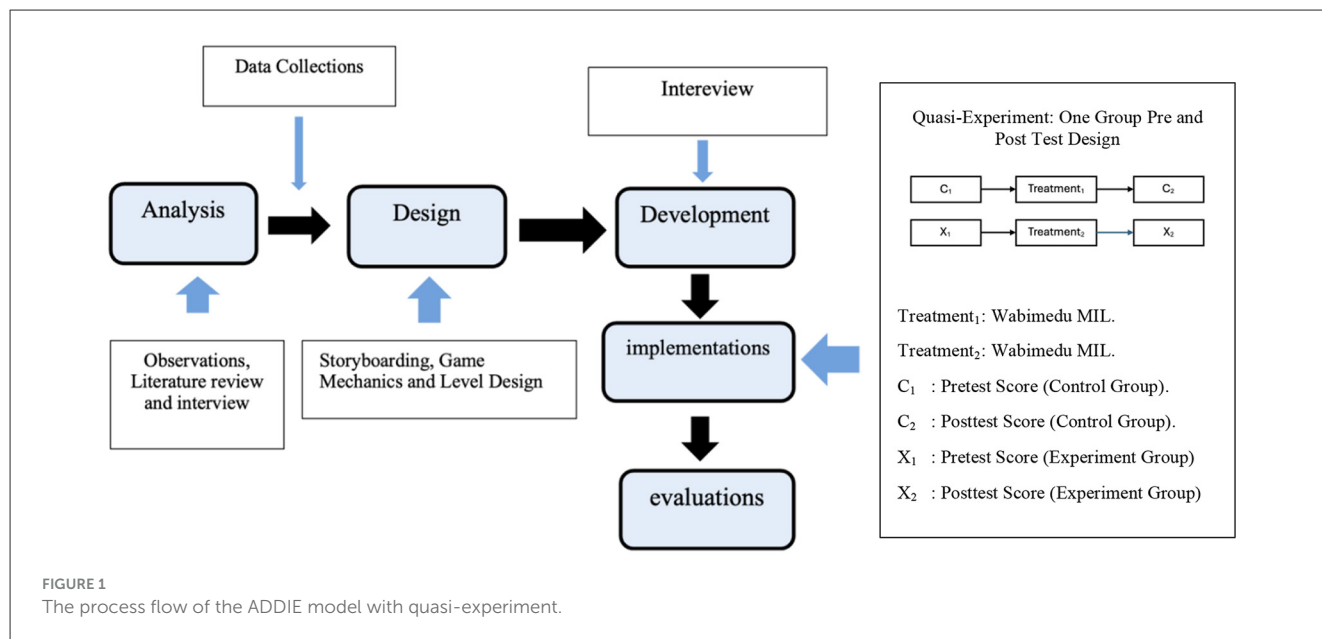 Data Collections
Intereview
Analysis
Design
Development
Observations,
Literature review
and interview
Storyboarding, Game
Mechanics and Level Design
implementations
evaluations
Quasi-Experiment: One Group Pre and
Post Test Design
C₁ Treatment₁ C₂
X₁ Treatment₂ X₂
Treatment₁: Wabimedu MIL.
Treatment₂: Wabimedu MIL.
C₁ : Pretest Score (Control Group).
C₂ : Posttest Score (Control Group).
X₁ : Pretest Score (Experiment Group)
X₂ : Posttest Score (Experiment Group)
FIGURE 1
The process flow of the ADDIE model with quasi-experiment.